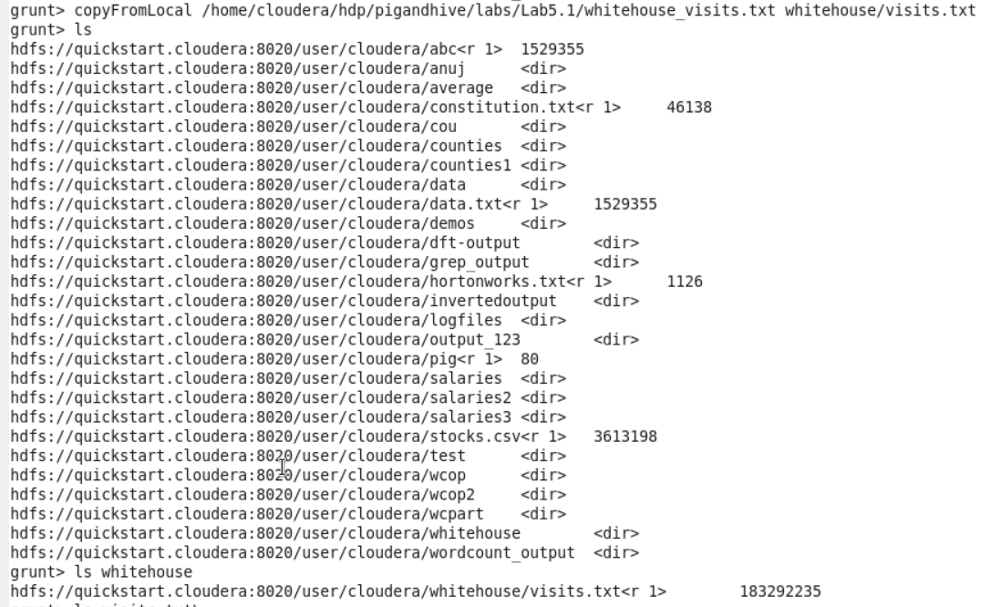 grunt> copyFromLocal /home/cloudera/hdp/pigandhive/labs/Lab5.1/whitehouse_visits.txt whitehouse/visits.txt
grunt> ls
hdfs://quickstart.cloudera:8020/user/cloudera/abc<r 1>	1529355
hdfs://quickstart.cloudera:8020/user/cloudera/anuj	<dir>
hdfs://quickstart.cloudera:8020/user/cloudera/average	<dir>
hdfs://quickstart.cloudera:8020/user/cloudera/constitution.txt<r 1>	46138
hdfs://quickstart.cloudera:8020/user/cloudera/cou	<dir>
hdfs://quickstart.cloudera:8020/user/cloudera/counties	<dir>
hdfs://quickstart.cloudera:8020/user/cloudera/counties1	<dir>
hdfs://quickstart.cloudera:8020/user/cloudera/data	<dir>
hdfs://quickstart.cloudera:8020/user/cloudera/data.txt<r 1>	1529355
hdfs://quickstart.cloudera:8020/user/cloudera/demos	<dir>
hdfs://quickstart.cloudera:8020/user/cloudera/dft-output	<dir>
hdfs://quickstart.cloudera:8020/user/cloudera/grep_output	<dir>
hdfs://quickstart.cloudera:8020/user/cloudera/hortonworks.txt<r 1>	1126
hdfs://quickstart.cloudera:8020/user/cloudera/invertedoutput	<dir>
hdfs://quickstart.cloudera:8020/user/cloudera/logfiles	<dir>
hdfs://quickstart.cloudera:8020/user/cloudera/output_123	<dir>
hdfs://quickstart.cloudera:8020/user/cloudera/pig<r 1>	80
hdfs://quickstart.cloudera:8020/user/cloudera/salaries	<dir>
hdfs://quickstart.cloudera:8020/user/cloudera/salaries2	<dir>
hdfs://quickstart.cloudera:8020/user/cloudera/salaries3	<dir>
hdfs://quickstart.cloudera:8020/user/cloudera/stocks.csv<r 1>	3613198
hdfs://quickstart.cloudera:8020/user/cloudera/test	<dir>
hdfs://quickstart.cloudera:8020/user/cloudera/wcop	<dir>
hdfs://quickstart.cloudera:8020/user/cloudera/wcop2	<dir>
hdfs://quickstart.cloudera:8020/user/cloudera/wcpart	<dir>
hdfs://quickstart.cloudera:8020/user/cloudera/whitehouse	<dir>
hdfs://quickstart.cloudera:8020/user/cloudera/wordcount_output	<dir>
grunt> ls whitehouse
hdfs://quickstart.cloudera:8020/user/cloudera/whitehouse/visits.txt<r 1>	183292235